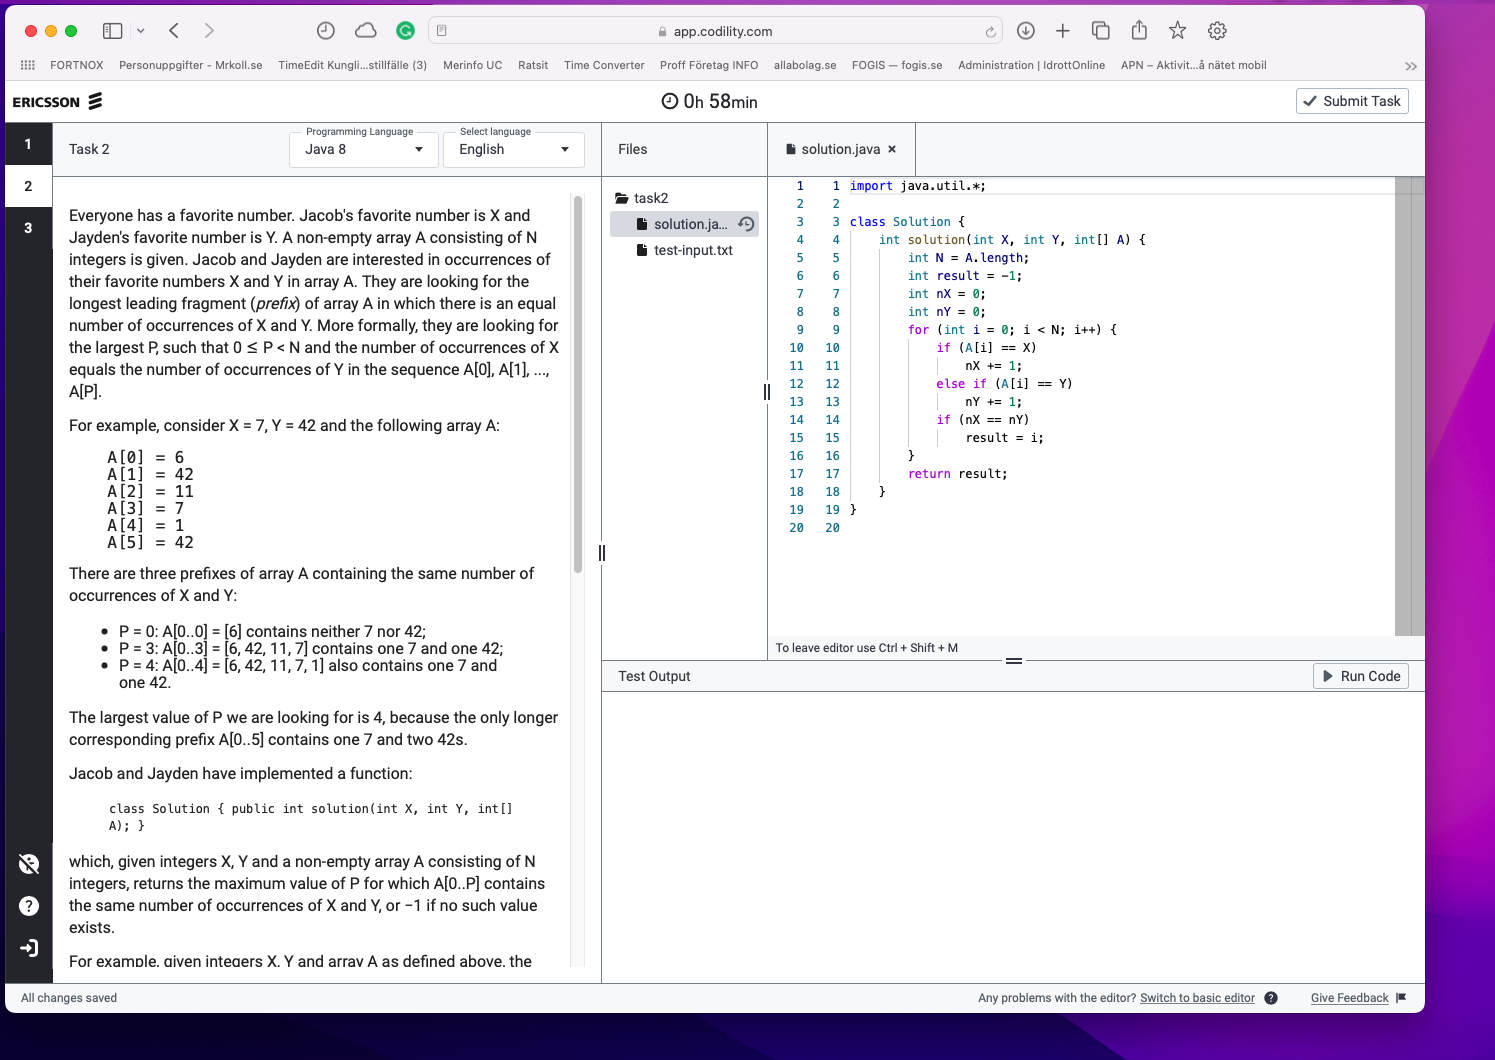 app.codility.com
FORTNOX Personuppgifter - Mrkoll.se TimeEdit Kungli...stillfälle (3) Merinfo UC Ratsit Time Converter Proff Företag INFO allabolag.se FOGIS — fogis.se Administration | IdrottOnline APN – Aktivit...å nätet mobil
ERICSSON
0h 58min
Submit Task
1
2
3
Task 2
Programming Language
Java 8
Select language
English
Everyone has a favorite number. Jacob's favorite number is X and
Jayden's favorite number is Y. A non-empty array A consisting of N
integers is given. Jacob and Jayden are interested in occurrences of
their favorite numbers X and Y in array A. They are looking for the
longest leading fragment (prefix) of array A in which there is an equal
number of occurrences of X and Y. More formally, they are looking for
the largest P, such that 0 ≤ P < N and the number of occurrences of X
equals the number of occurrences of Y in the sequence A[0], A[1], ...,
A[P].
For example, consider X = 7, Y = 42 and the following array A:
A[0] = 6
A[1] = 42
A[2] = 11
A[3] = 7
A[4] = 1
A[5] = 42
There are three prefixes of array A containing the same number of
occurrences of X and Y:
• P = 0: A[0..0] = [6] contains neither 7 nor 42;
• P = 3: A[0..3] = [6, 42, 11, 7] contains one 7 and one 42;
• P = 4: A[0..4] = [6, 42, 11, 7, 1] also contains one 7 and
one 42.
The largest value of P we are looking for is 4, because the only longer
corresponding prefix A[0..5] contains one 7 and two 42s.
Jacob and Jayden have implemented a function:
class Solution { public int solution(int X, int Y, int[]
A); }
which, given integers X, Y and a non-empty array A consisting of N
integers, returns the maximum value of P for which A[0..P] contains
the same number of occurrences of X and Y, or −1 if no such value
exists.
For example, given integers X, Y and array A as defined above, the
Files
task2
solution.ja...
test-input.txt
solution.java ×
1 1 import java.util.*;
2 2
3 3 class Solution {
4 4 int solution(int X, int Y, int[] A) {
5 5 int N = A.length;
6 6 int result = -1;
7 7 int nX = 0;
8 8 int nY = 0;
9 9 for (int i = 0; i < N; i++) {
10 10 if (A[i] == X)
11 11 nX += 1;
12 12 else if (A[i] == Y)
13 13 nY += 1;
14 14 if (nX == nY)
15 15 result = i;
16 16 }
17 17 return result;
18 18 }
19 19 }
20 20
To leave editor use Ctrl + Shift + M
Test Output
Run Code
All changes saved
Any problems with the editor? Switch to basic editor ?
Give Feedback